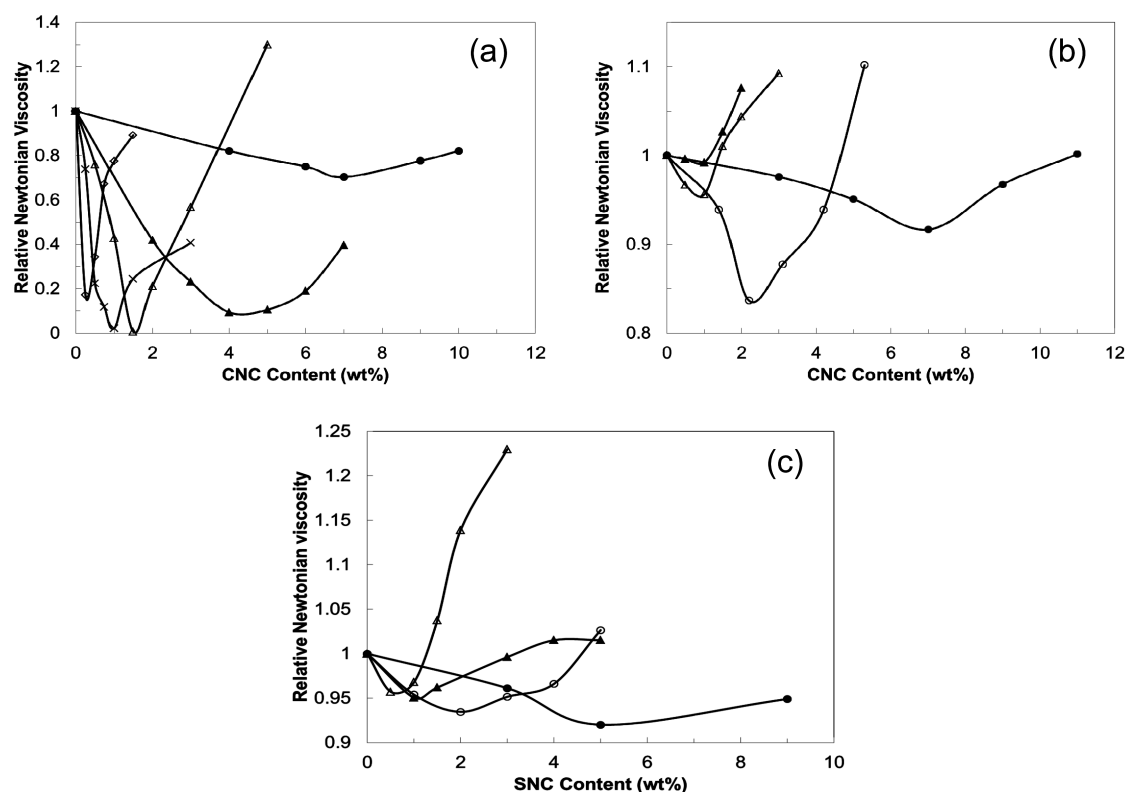 (a)
Relative Newtonian Viscosity
1.4
1.2
1
0.8
0.6
0.4
0.2
0
0 2 4 6 8 10 12
CNC Content (wt%)
(b)
Relative Newtonian Viscosity
1.1
1
0.9
0.8
0 2 4 6 8 10 12
CNC Content (wt%)
(c)
Relative Newtonian viscosity
1.25
1.2
1.15
1.1
1.05
1
0.95
0.9
0 2 4 6 8 10
SNC Content (wt%)